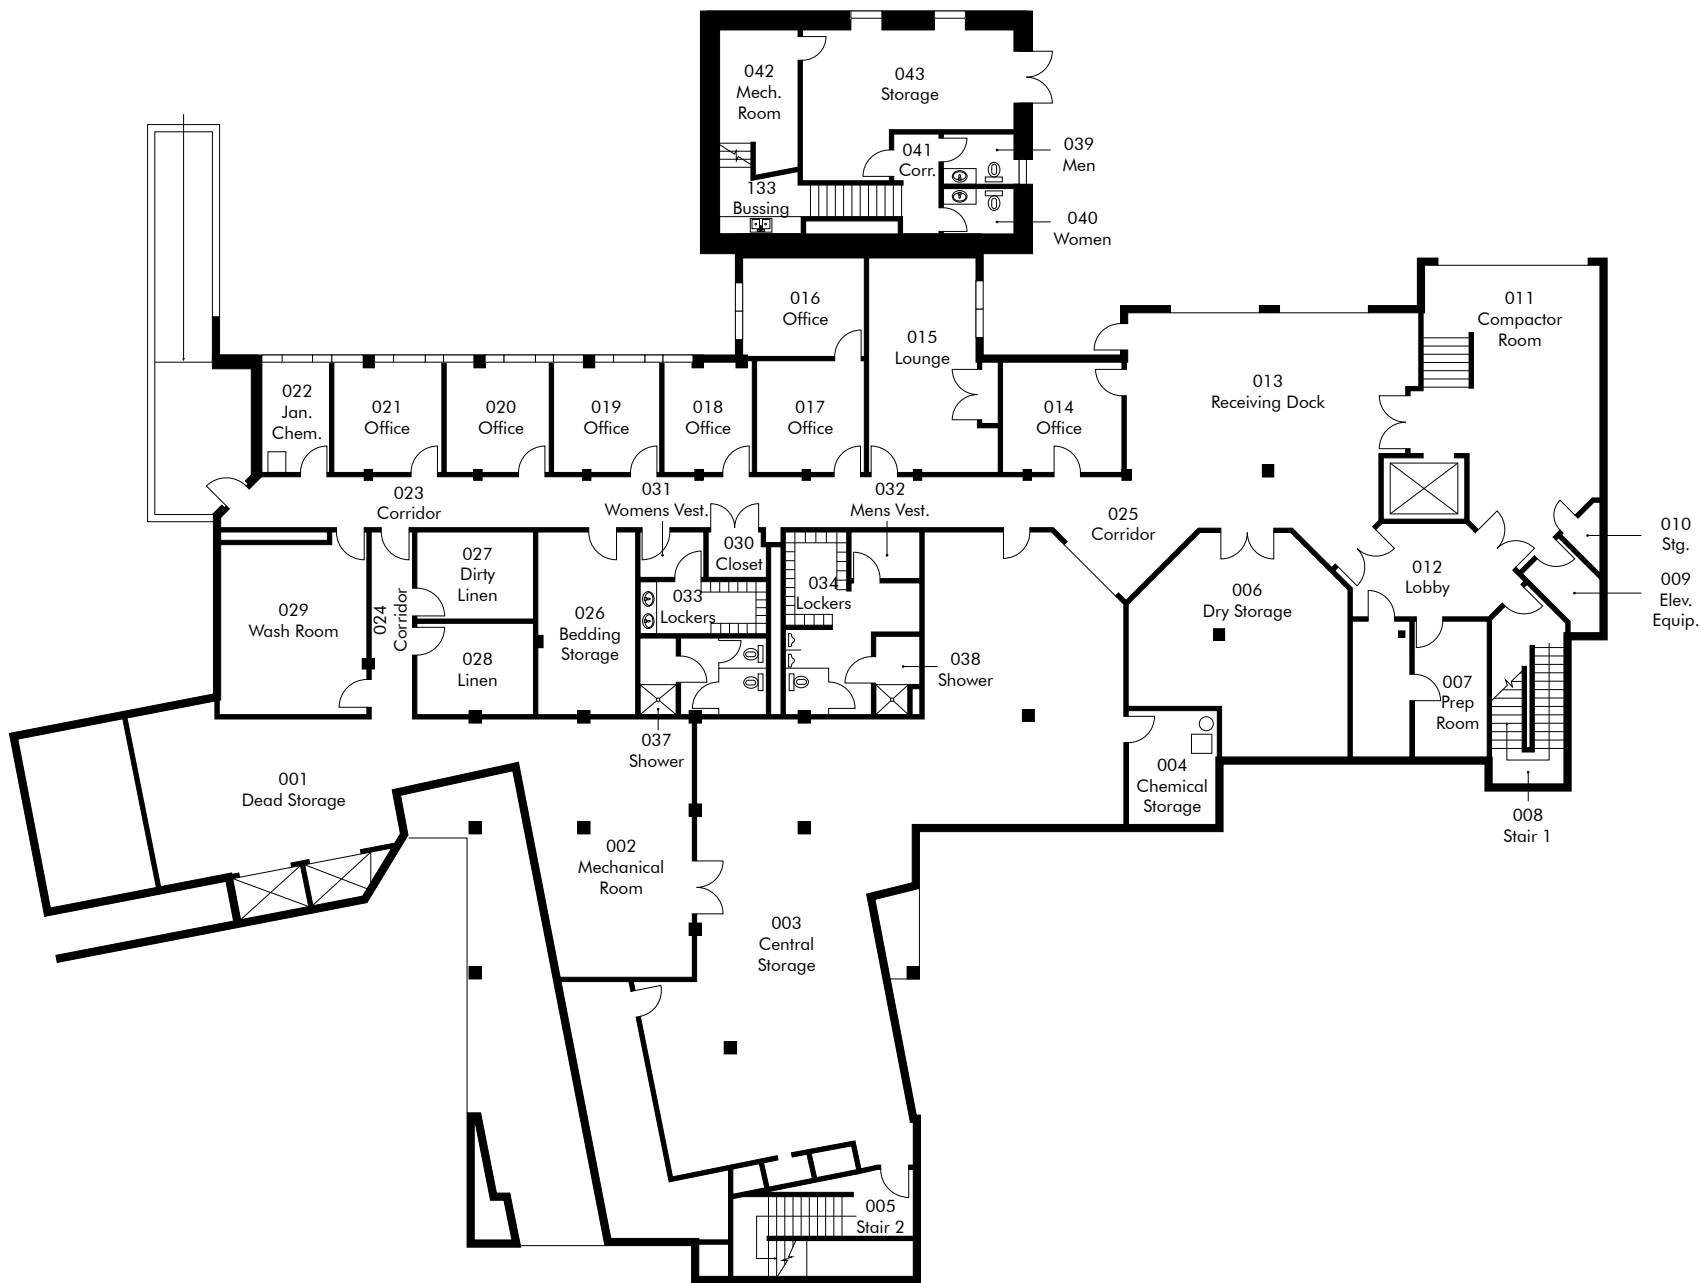 042
Mech.
Room
043
Storage
041
Corr.
039
Men
133
Bussing
040
Women
016
Office
015
Lounge
011
Compactor
Room
022
Jan.
Chem.
021
Office
020
Office
019
Office
018
Office
017
Office
014
Office
013
Receiving Dock
023
Corridor
031
Womens Vest.
032
Mens Vest.
025
Corridor
010
Stg.
030
Closet
012
Lobby
009
Elev.
Equip.
029
Wash Room
024
Corridor
027
Dirty
Linen
026
Bedding
Storage
033
Lockers
034
Lockers
006
Dry Storage
028
Linen
038
Shower
007
Prep
Room
037
Shower
001
Dead Storage
004
Chemical
Storage
008
Stair 1
002
Mechanical
Room
003
Central
Storage
005
Stair 2